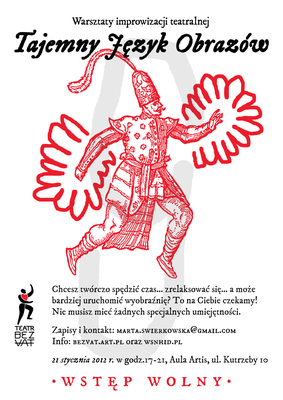 Warsztaty improwizacji teatralnej
Tajemny Język Obrazów
Chcesz twórczo spędzić czas... zrelaksować się... a może
bardziej uruchomić wyobraźnię? To na Ciebie czekamy!
Nie musisz mieć żadnych specjalnych umiejętności.
Zapisy i kontakt: marta.swierkowska@gmail.com
Info: bezvat.art.pl oraz wsnhid.pl
21 stycznia 2012 r. w godz.17-21, Aula Artis, ul. Kutrzeby 10
• WSTĘP WOLNY •
TEATR
BEZ
VAT